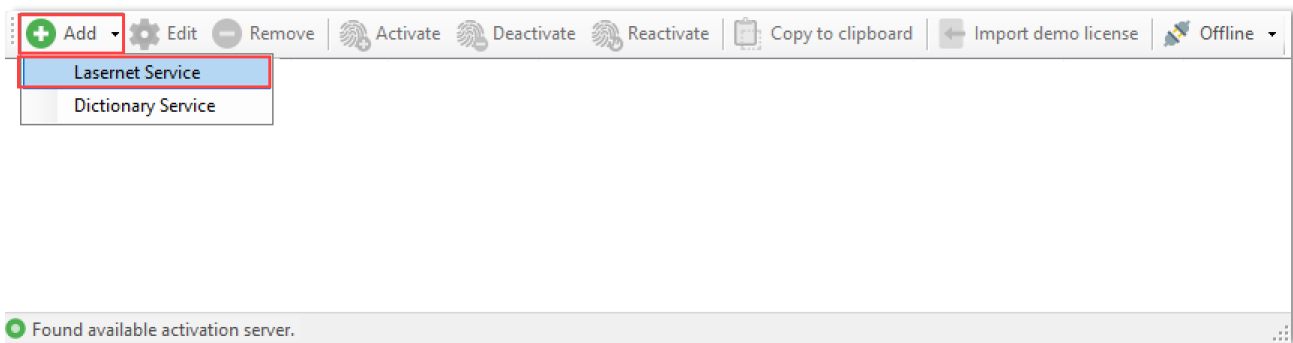 Add Edit Remove Activate Deactivate Reactivate Copy to clipboard Import demo license Offline
Lasernet Service
Dictionary Service
Found available activation server.